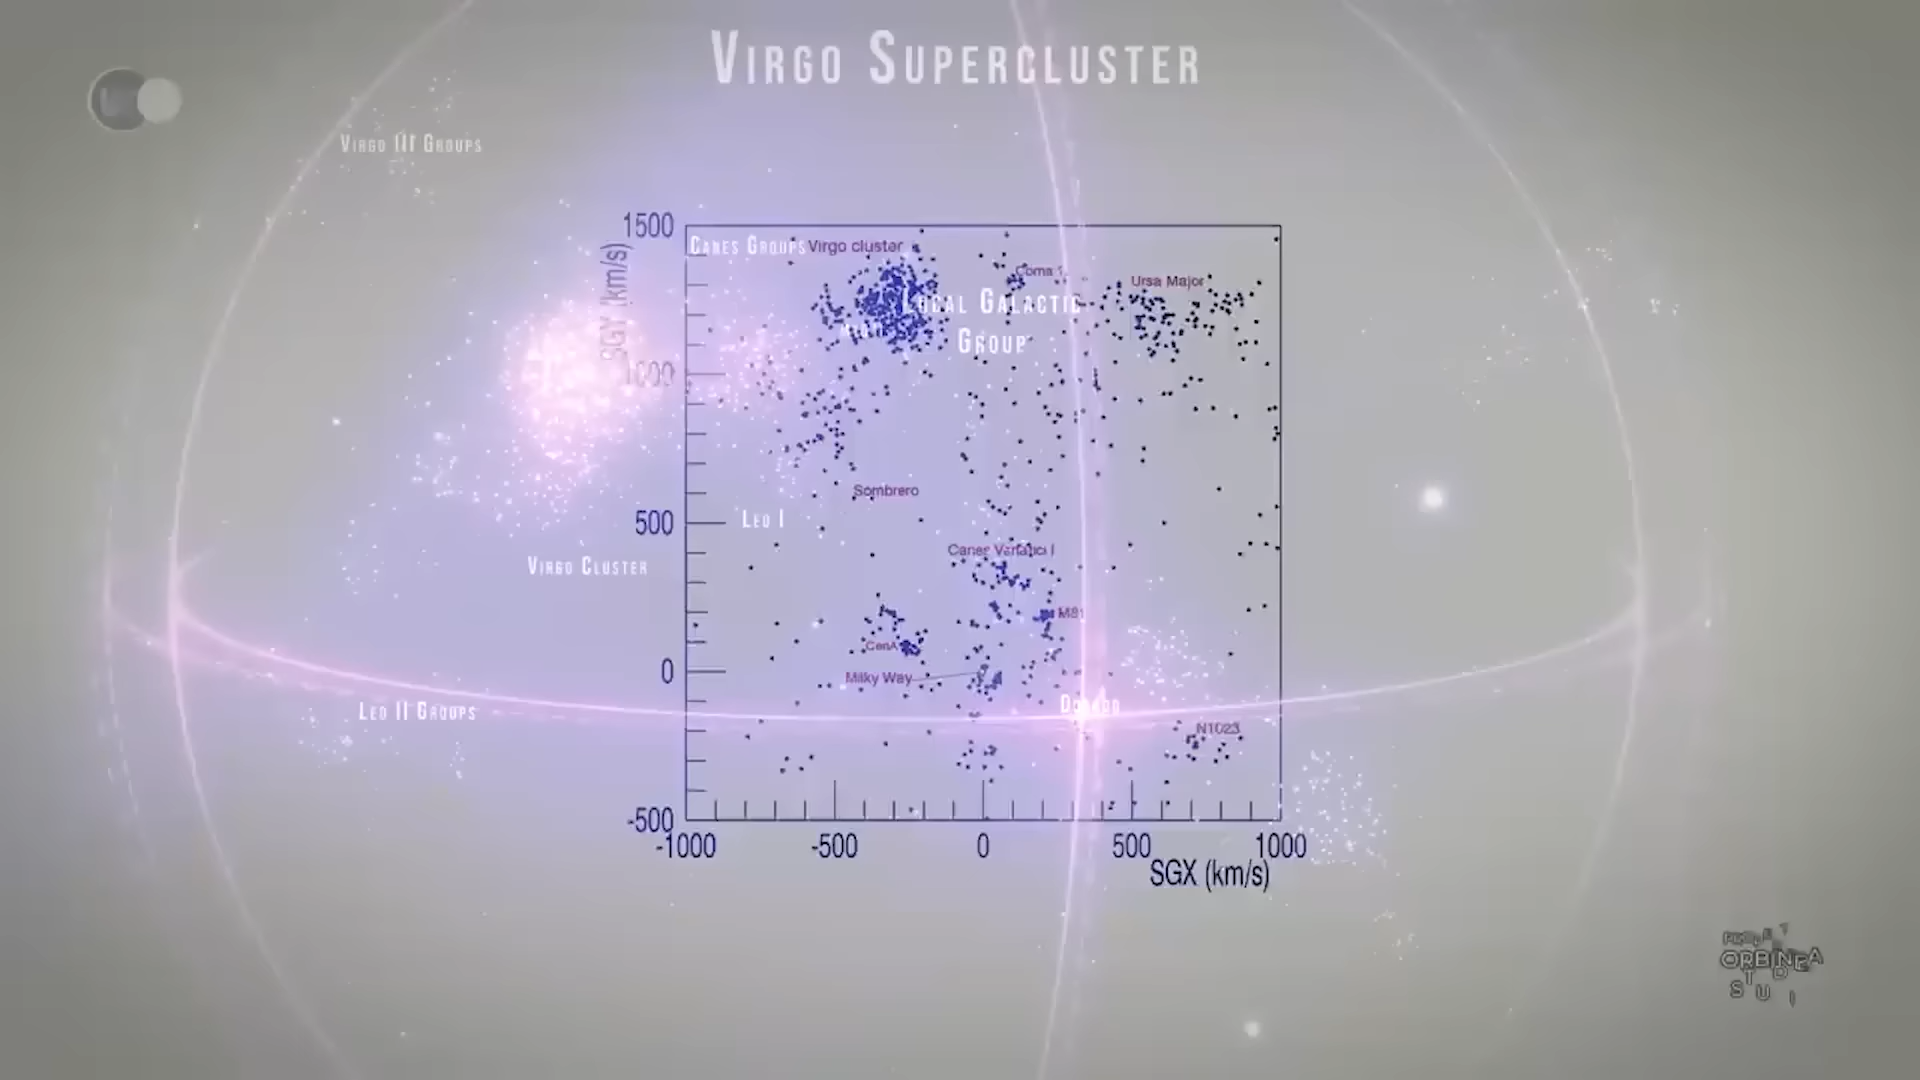 Virgo Supercluster
Virgo III Groups
1500
Canes Groups
Virgo cluster
Coma 1
Ursa Major
SGY (km/s)
Local Galactic
Group
M101
1000
Sombrero
500
Leo I
Canes Venatici I
Virgo Cluster
M81
CenA
0
Milky Way
Leo II Groups
Dorado
N1023
-500
-1000
-500
0
500
1000
SGX (km/s)